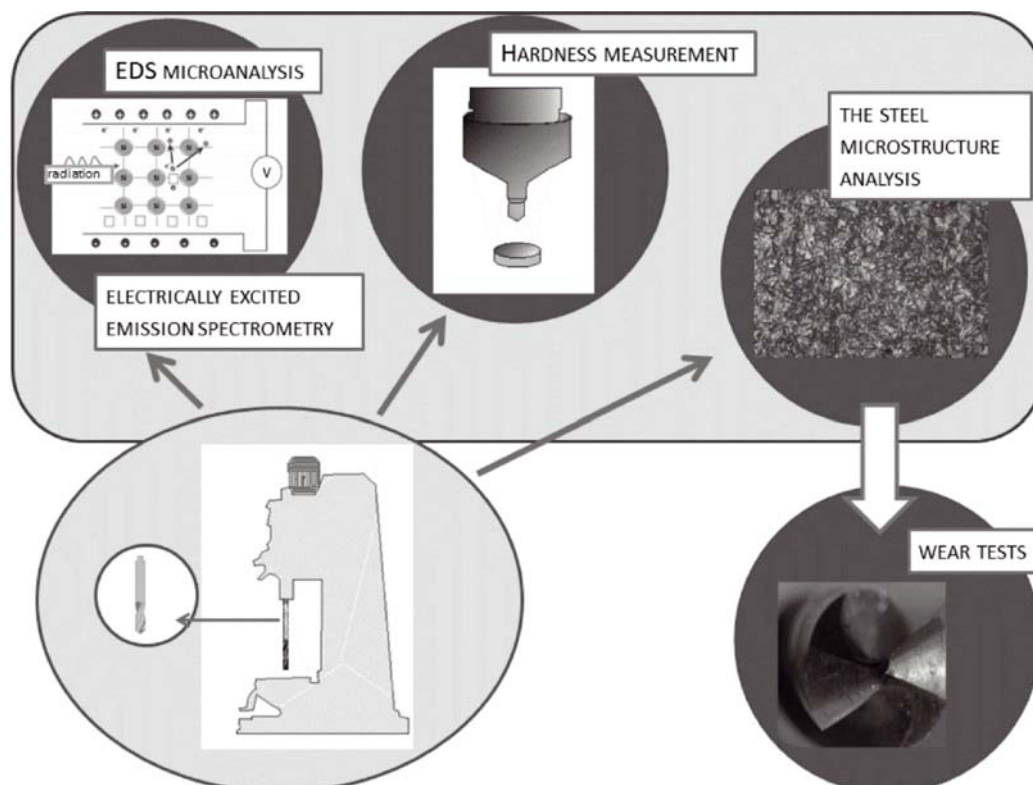 EDS MICROANALYSIS
radiation
V
ELECTRICALLY EXCITED
EMISSION SPECTROMETRY
HARDNESS MEASUREMENT
THE STEEL
MICROSTRUCTURE
ANALYSIS
WEAR TESTS